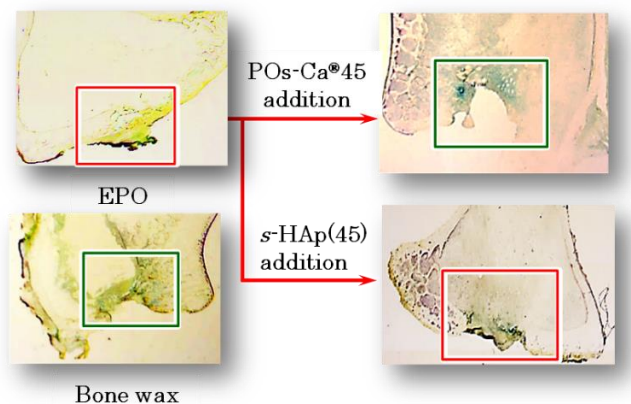 POs-Ca®45
addition
EPO
s-HAp(45)
addition
Bone wax